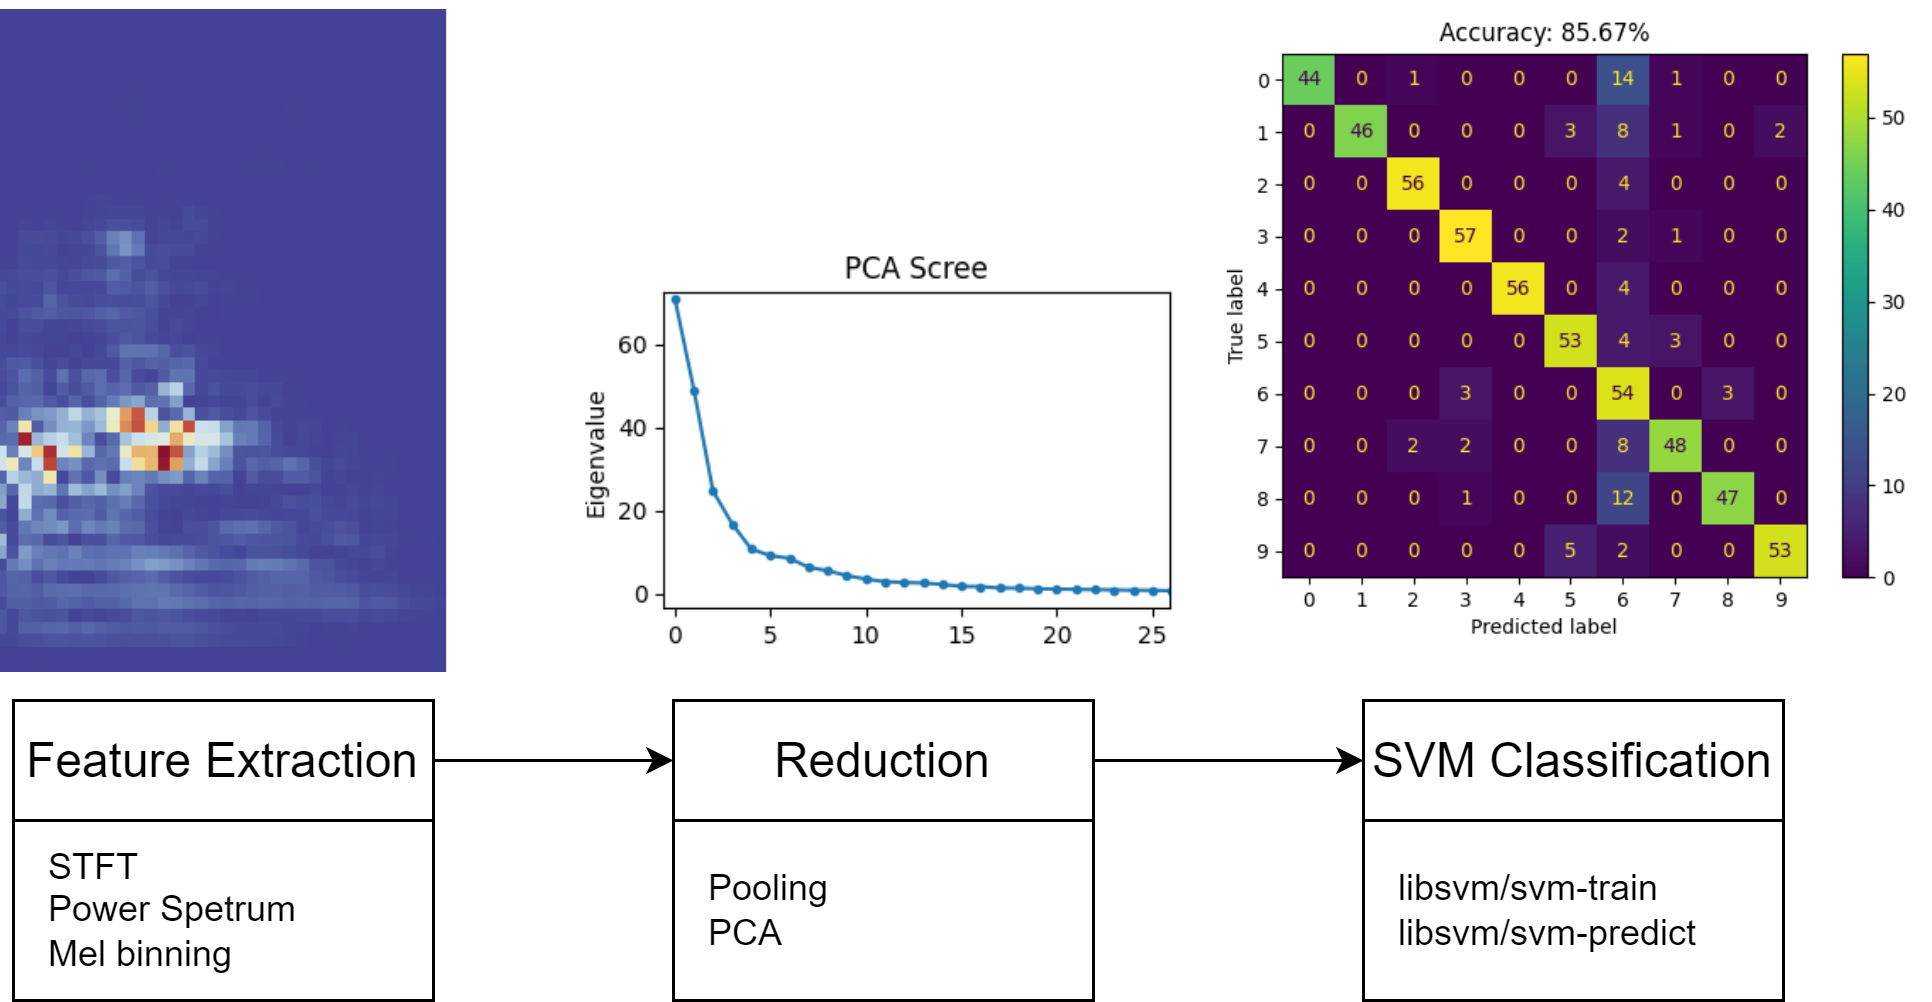 Accuracy: 85.67%
0 44 0 1 0 0 0 14 1 0 0
1 0 46 0 0 0 3 8 1 0 2
2 0 0 56 0 0 0 4 0 0 0
3 0 0 0 57 0 0 2 1 0 0
4 0 0 0 0 56 0 4 0 0 0
5 0 0 0 0 0 53 4 3 0 0
6 0 0 0 3 0 0 54 0 3 0
7 0 0 2 2 0 0 8 48 0 0
8 0 0 0 1 0 0 12 0 47 0
9 0 0 0 0 0 5 2 0 0 53
0 1 2 3 4 5 6 7 8 9
Predicted label
True label
50
40
30
20
10
0
PCA Scree
Eigenvalue
60
40
20
0
0 5 10 15 20 25
Feature Extraction
STFT
Power Spetrum
Mel binning
Reduction
Pooling
PCA
SVM Classification
libsvm/svm-train
libsvm/svm-predict